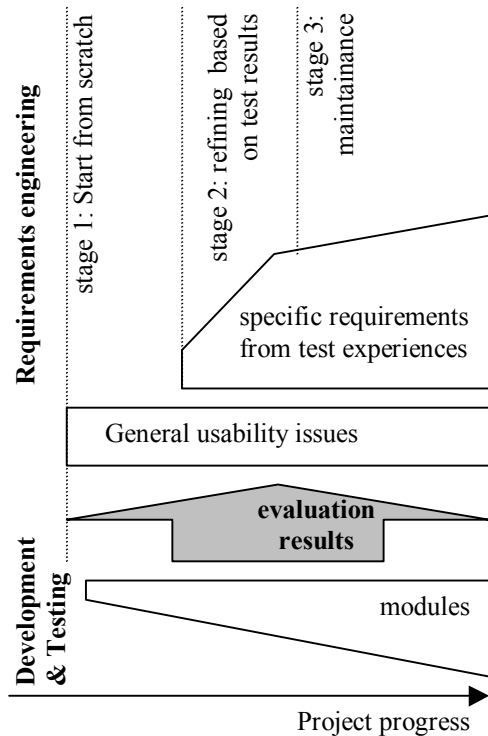 Requirements engineering
stage 1: Start from scratch
stage 2: refining based
on test results
stage 3:
maintainance
specific requirements
from test experiences
General usability issues
evaluation
results
Development
& Testing
modules
Project progress